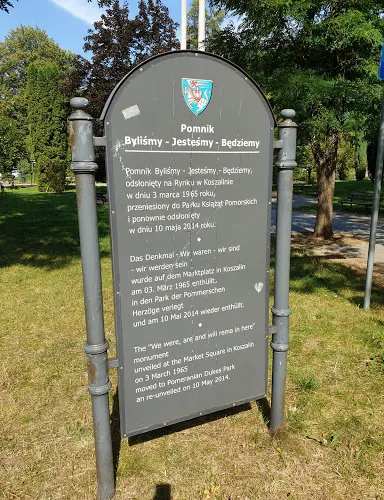 Pomnik
Byliśmy - Jesteśmy - Będziemy
Pomnik Byliśmy - Jesteśmy - Będziemy,
odsłonięty na Rynku w Koszalinie
w dniu 3 marca 1965 roku,
przeniesiony do Parku Książąt Pomorskich
i ponownie odsłonięty
w dniu 10 maja 2014 roku.
Das Denkmal - Wir waren - wir sind
- wir werden sein
wurde auf dem Marktplatz in Koszalin
am 03. März 1965 enthüllt,
in den Park der Pommerschen
Herzöge verlegt
und am 10 Mai 2014 wieder enthüllt.
The "We were, are and will rema in here"
monument
unveiled at the Market Square in Koszalin
on 3 March 1965
moved to Pomeranian Dukes Park
an re-unveiled on 10 May 2014.